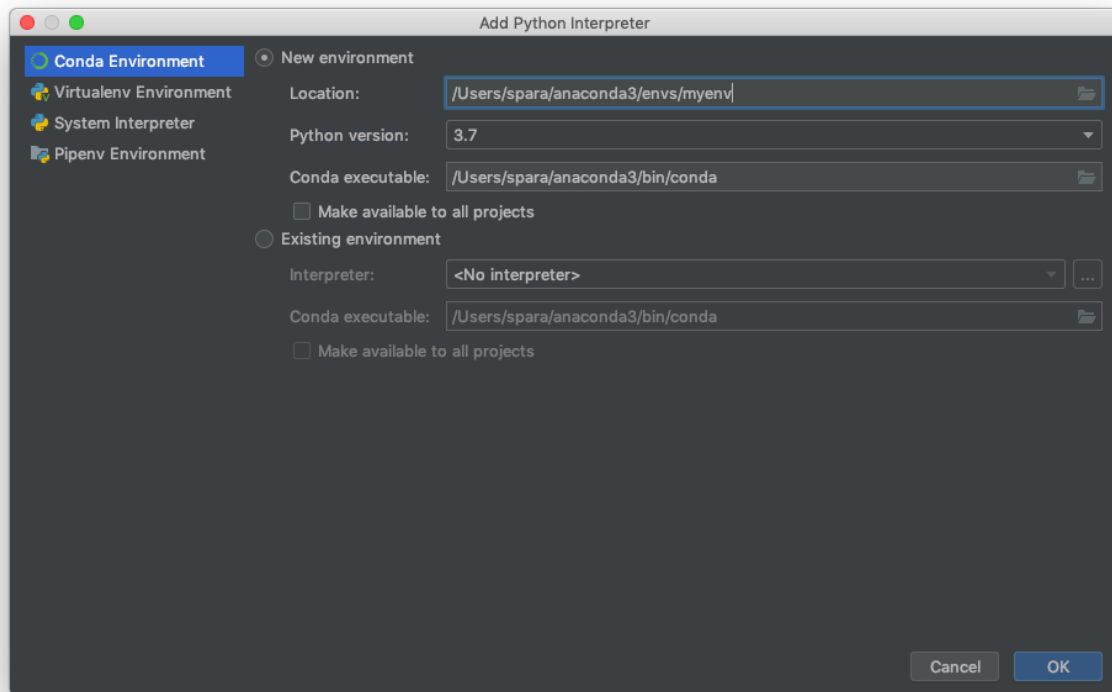 Add Python Interpreter
Conda Environment
Virtualenv Environment
System Interpreter
Pipenv Environment
New environment
Location: /Users/spara/anaconda3/envs/myenv
Python version: 3.7
Conda executable: /Users/spara/anaconda3/bin/conda
Make available to all projects
Existing environment
Interpreter: <No interpreter> ...
Conda executable: /Users/spara/anaconda3/bin/conda
Make available to all projects
Cancel OK